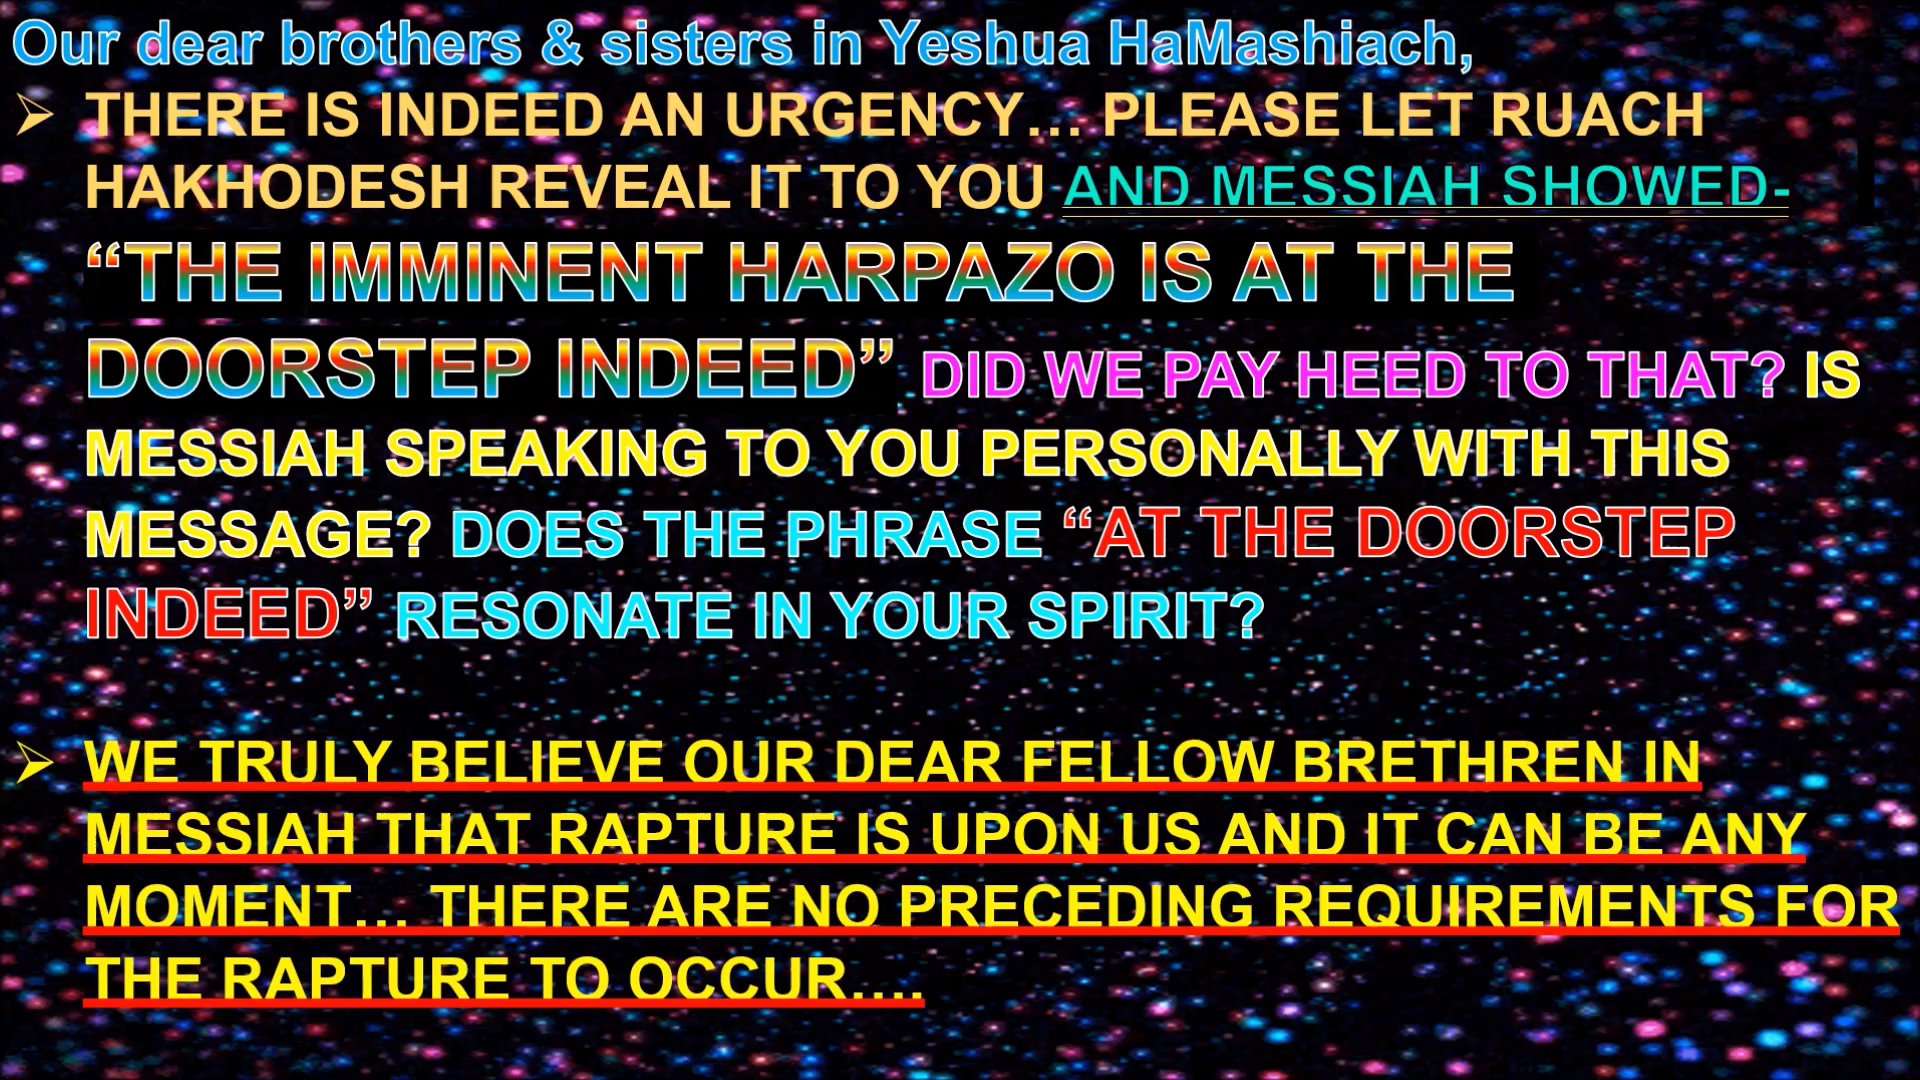 Our dear brothers & sisters in Yeshua HaMashiach,
➢ THERE IS INDEED AN URGENCY… PLEASE LET RUACH
HAKHODESH REVEAL IT TO YOU AND MESSIAH SHOWED-
“THE IMMINENT HARPAZO IS AT THE
DOORSTEP INDEED” DID WE PAY HEED TO THAT? IS
MESSIAH SPEAKING TO YOU PERSONALLY WITH THIS
MESSAGE? DOES THE PHRASE “AT THE DOORSTEP
INDEED” RESONATE IN YOUR SPIRIT?
➢ WE TRULY BELIEVE OUR DEAR FELLOW BRETHREN IN
MESSIAH THAT RAPTURE IS UPON US AND IT CAN BE ANY
MOMENT… THERE ARE NO PRECEDING REQUIREMENTS FOR
THE RAPTURE TO OCCUR….